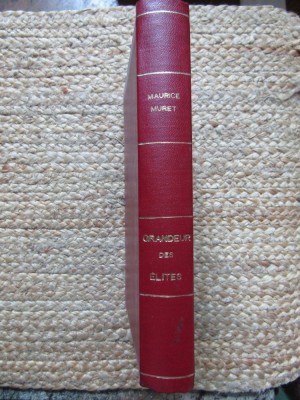 MAURICE
MURET
GRANDEUR
DES
ÉLITES